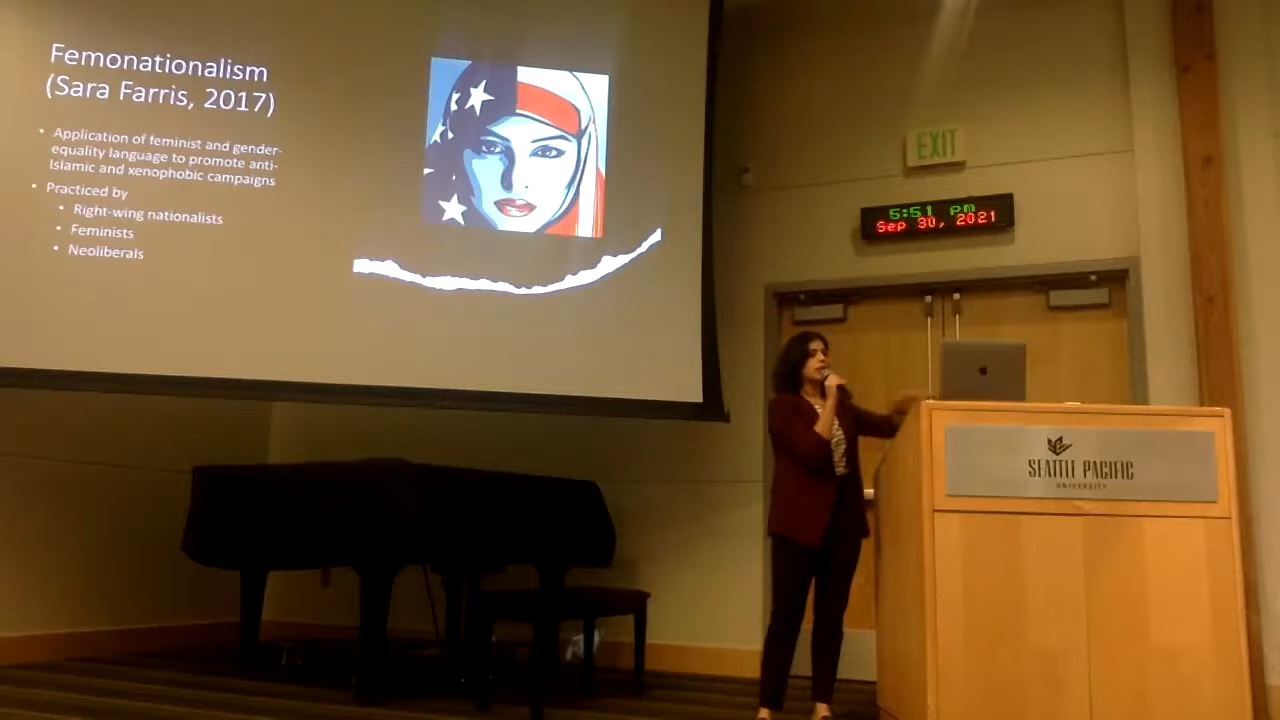 Femonationalism
(Sara Farris, 2017)
• Application of feminist and gender-
equality language to promote anti-
Islamic and xenophobic campaigns
• Practiced by
• Right-wing nationalists
• Feminists
• Neoliberals
EXIT
5:51 pm
Sep 30, 2021
SEATTLE PACIFIC
UNIVERSITY